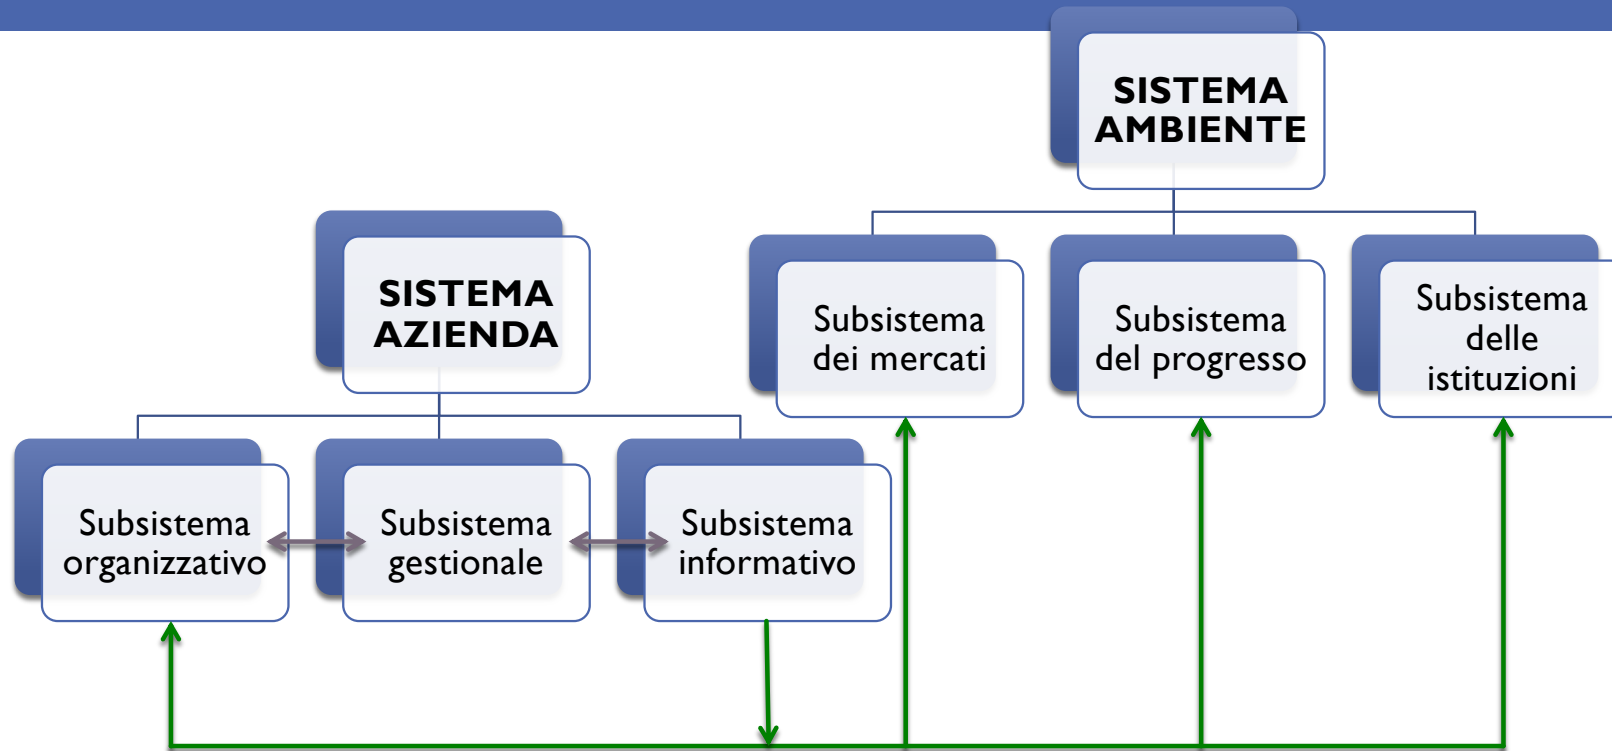 SISTEMA
AMBIENTE
SISTEMA
AZIENDA
Subsistema
dei mercati
Subsistema
del progresso
Subsistema
delle
istituzioni
Subsistema
organizzativo
Subsistema
gestionale
Subsistema
informativo